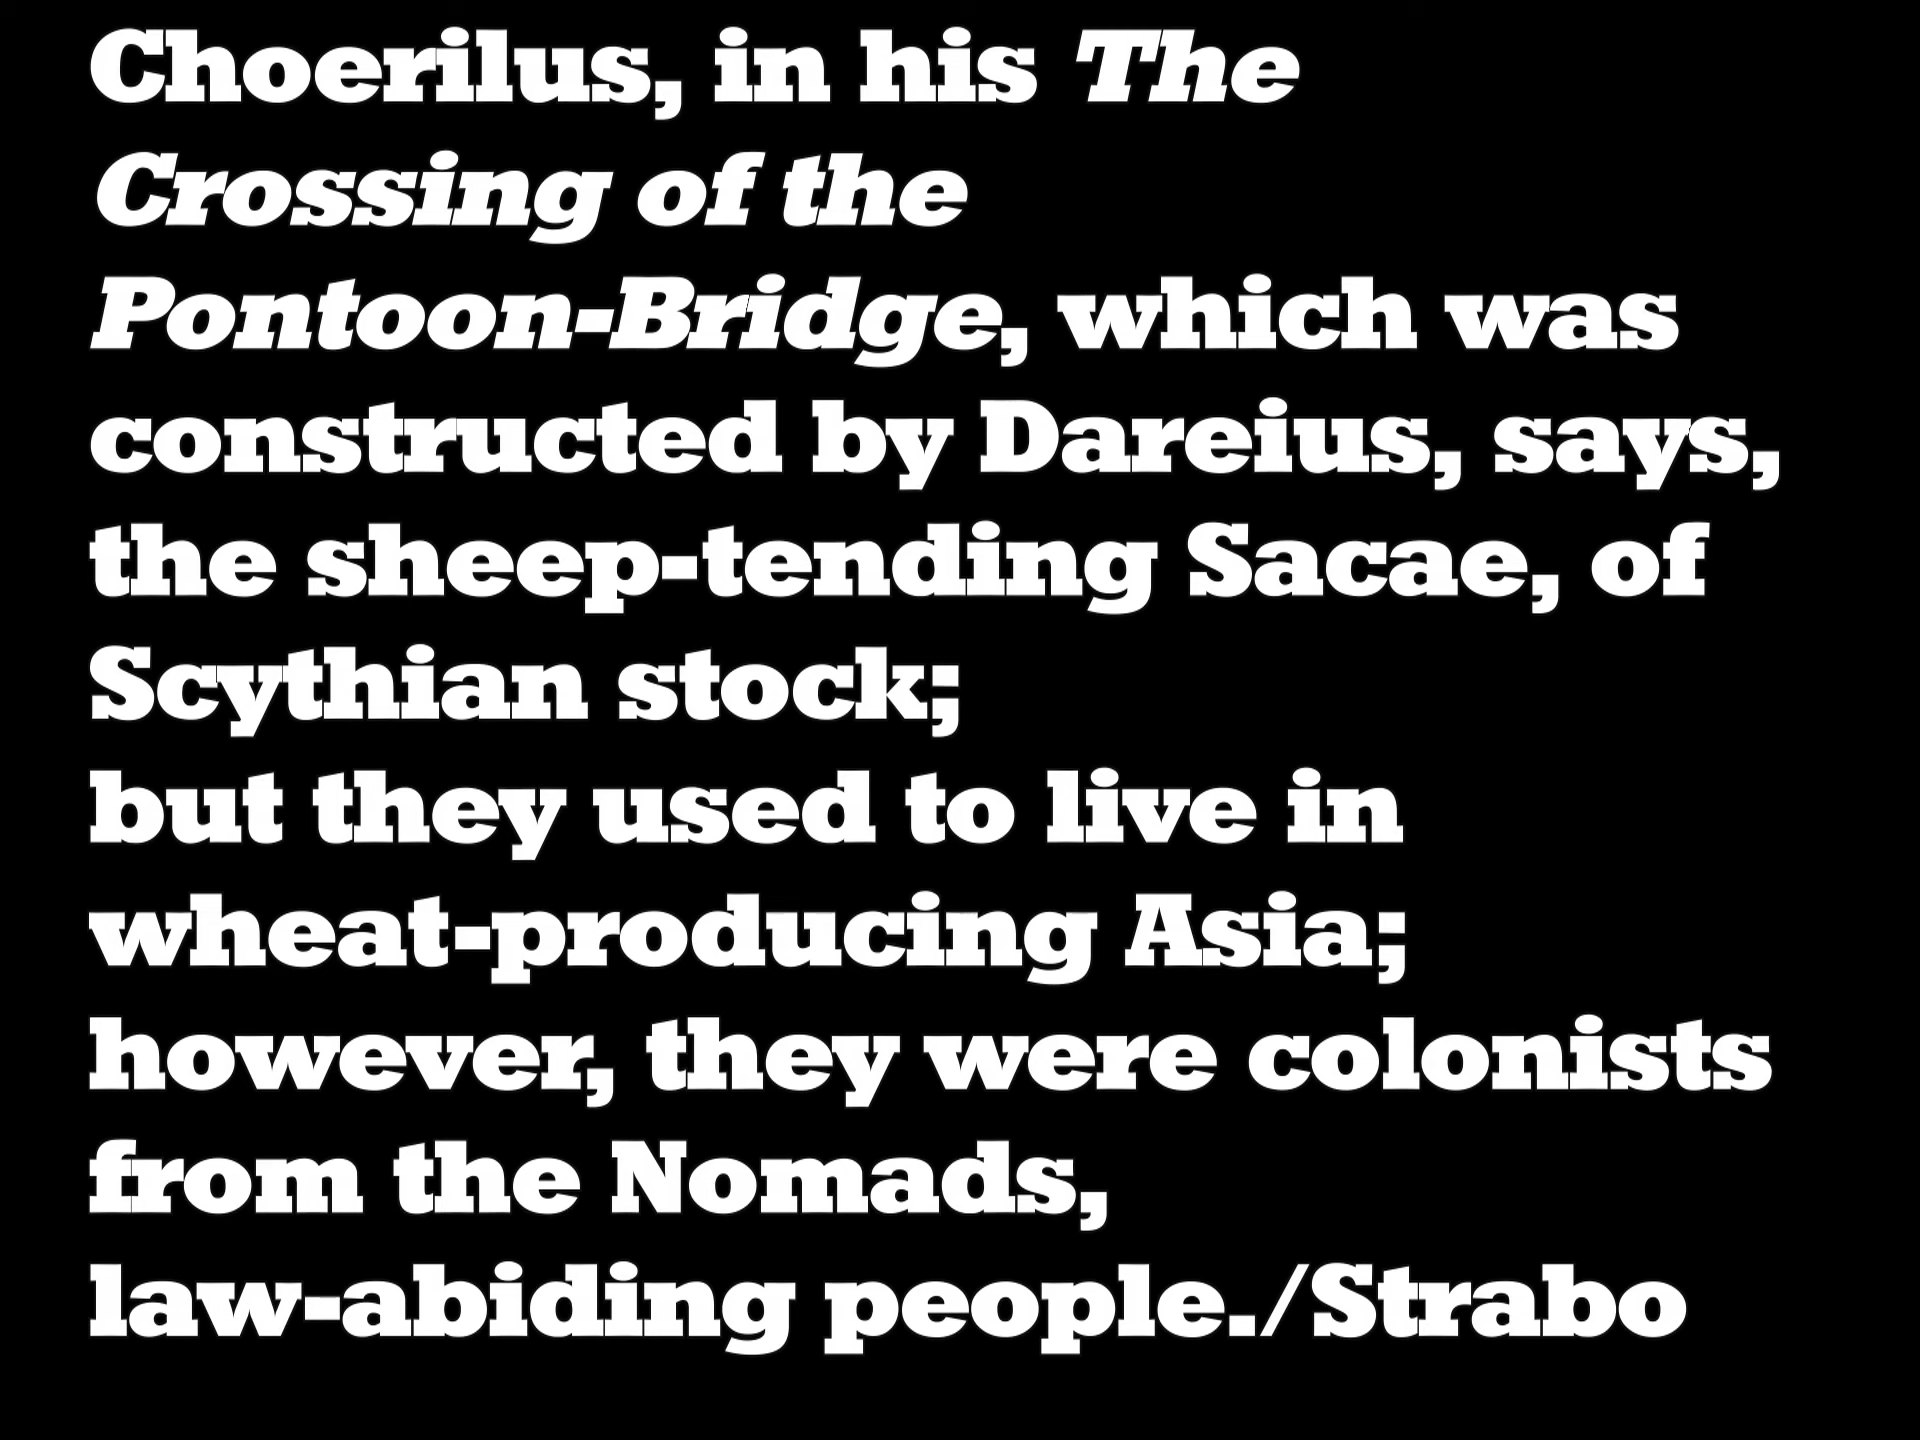 Choerilus, in his The
Crossing of the
Pontoon-Bridge, which was
constructed by Dareius, says,
the sheep-tending Sacae, of
Scythian stock;
but they used to live in
wheat-producing Asia;
however, they were colonists
from the Nomads,
law-abiding people./Strabo